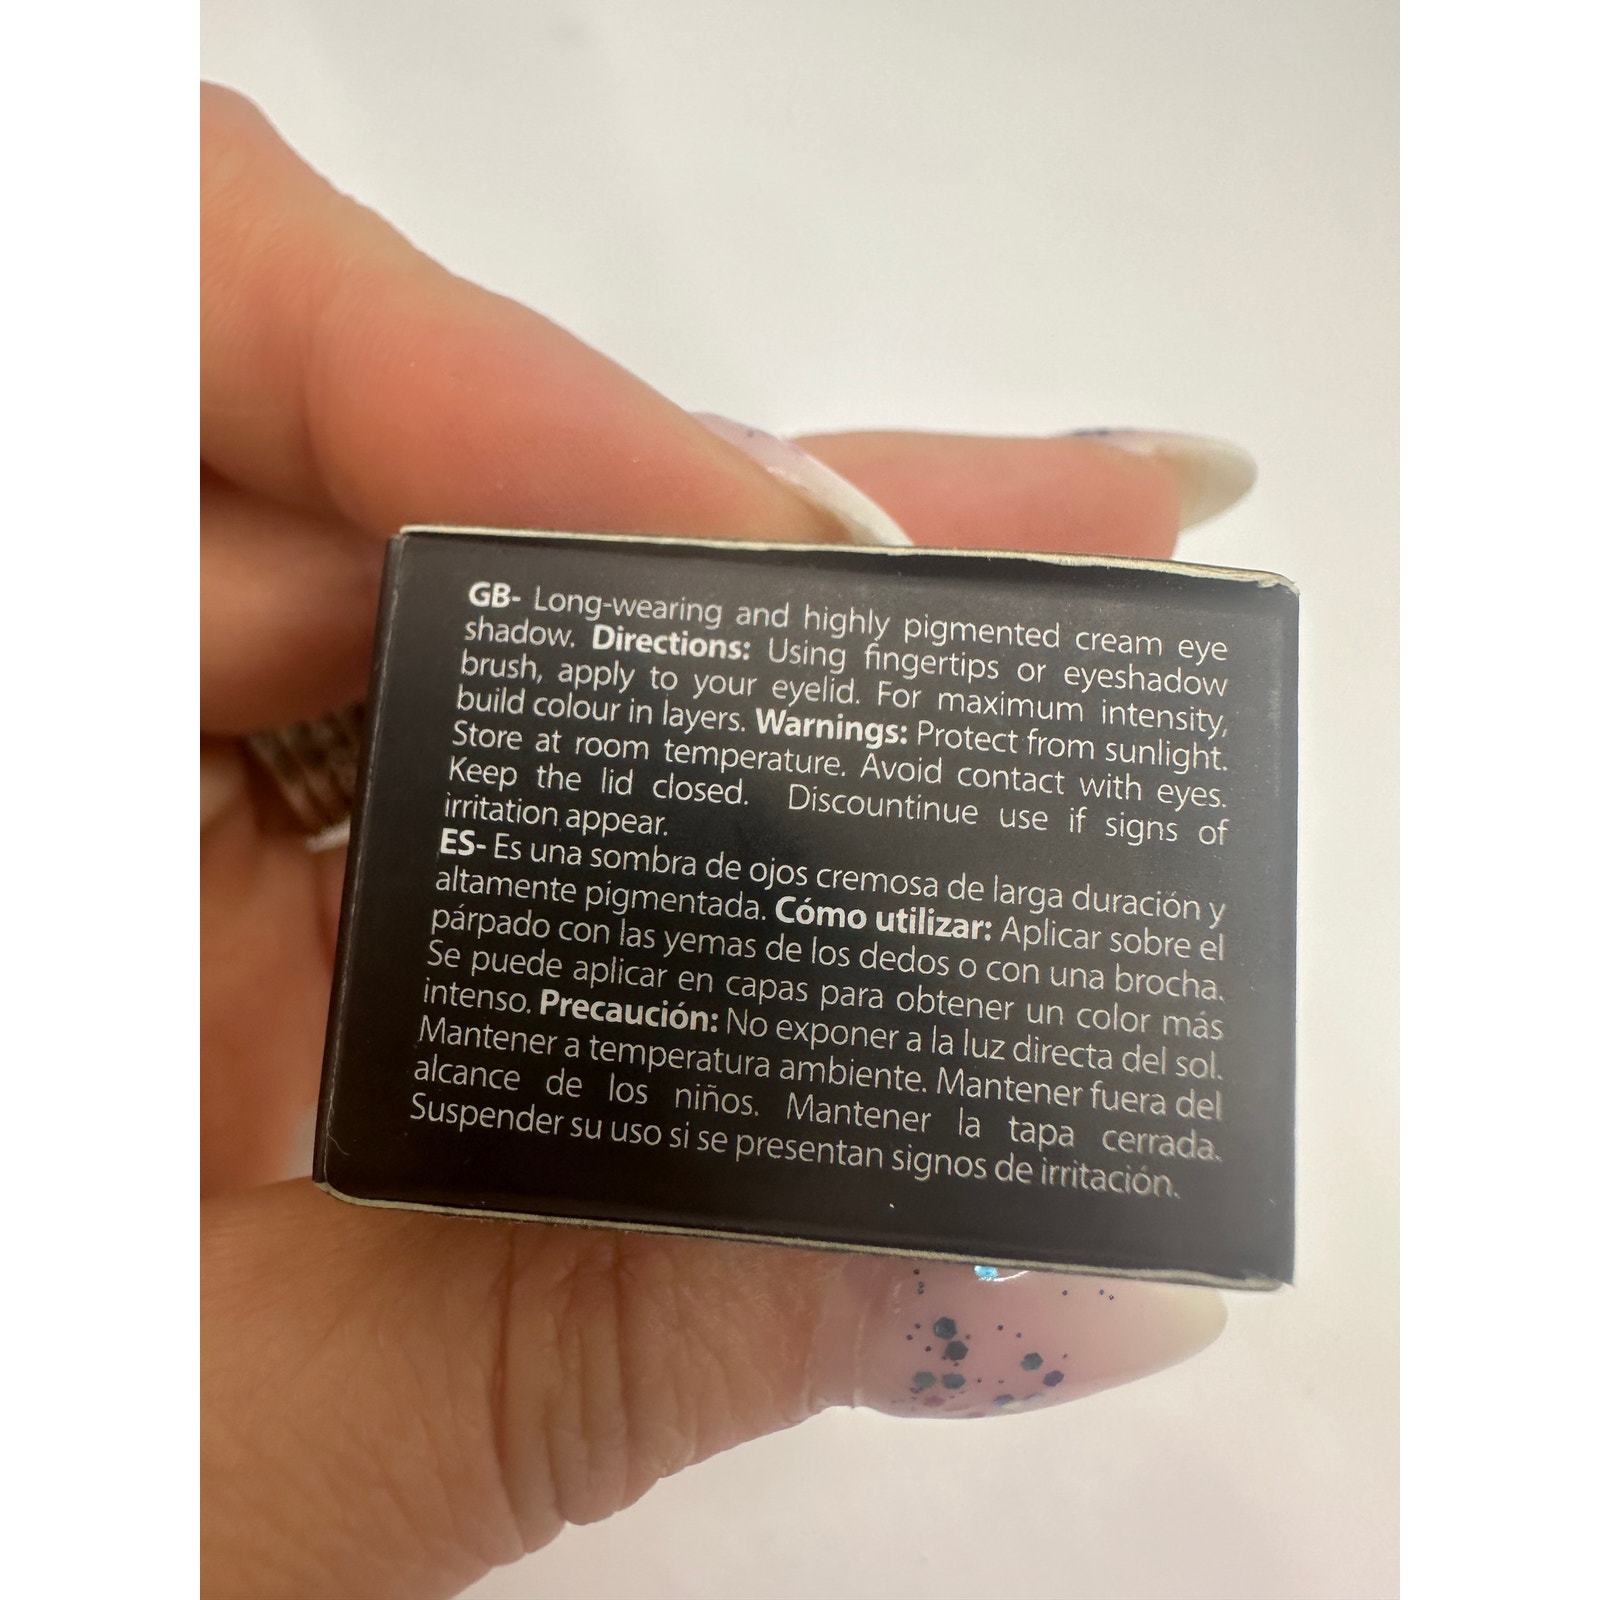 GB- Long-wearing and highly pigmented cream eye
shadow. Directions: Using fingertips or eyeshadow
brush, apply to your eyelid. For maximum intensity,
build colour in layers. Warnings: Protect from sunlight.
Store at room temperature. Avoid contact with eyes.
Keep the lid closed. Discountinue use if signs of
irritation appear.
ES- Es una sombra de ojos cremosa de larga duración y
altamente pigmentada. Cómo utilizar: Aplicar sobre el
párpado con las yemas de los dedos o con una brocha.
Se puede aplicar en capas para obtener un color más
intenso. Precaución: No exponer a la luz directa del sol.
Mantener a temperatura ambiente. Mantener fuera del
alcance de los niños. Mantener la tapa cerrada.
Suspender su uso si se presentan signos de irritación.